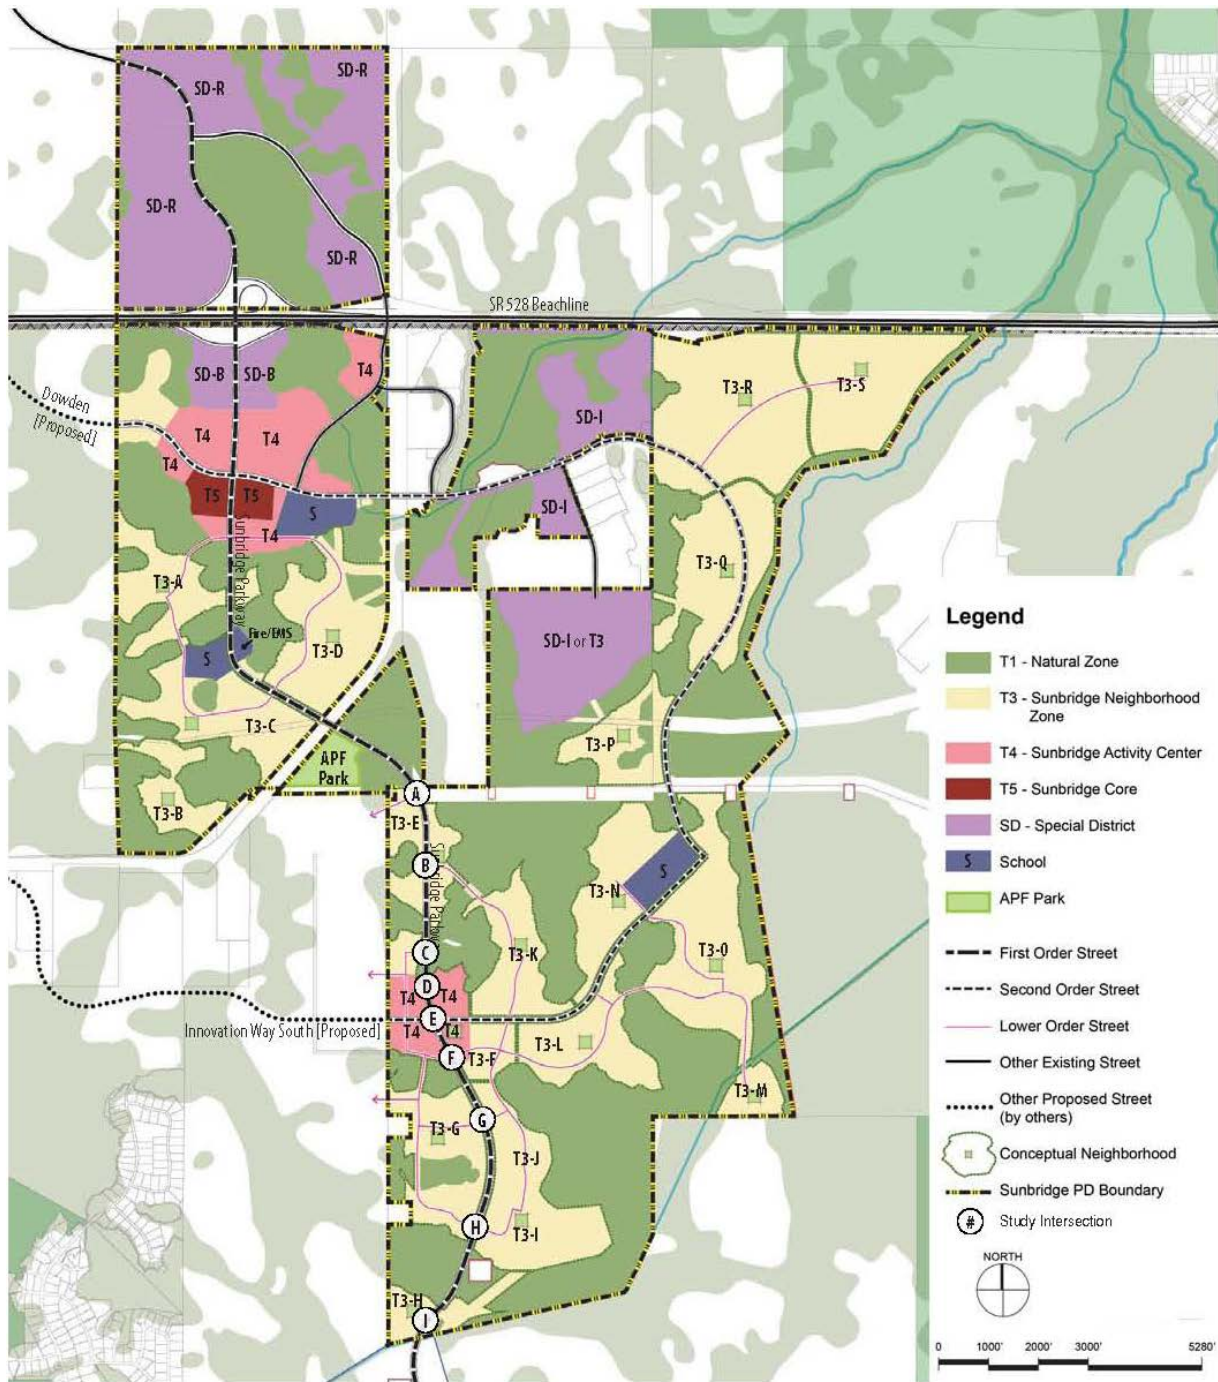 SD-R
SD-R
SD-R
SD-R
SR 528 Beachline
SD-B
SD-B
T4
Dowden
[Proposed]
T4
T4
T4
T5
T5
S
T4
Sunbridge Parkway
SD-I
SD-I
T3-R
T3-S
T3-Q
T3-A
Fire/EMS
S
T3-D
SD-I or T3
T3-C
T3-P
APF
Park
T3-B
A
T3-E
B
Sunbridge Parkway
S
T3-N
C
T3-K
T3-O
D
T4
T4
E
Innovation Way South [Proposed]
T4
T4
F
T3-F
T3-L
T3-M
G
T3-G
T3-J
H
T3-I
T3-H
I
Legend
T1 - Natural Zone
T3 - Sunbridge Neighborhood
Zone
T4 - Sunbridge Activity Center
T5 - Sunbridge Core
SD - Special District
S
School
APF Park
First Order Street
Second Order Street
Lower Order Street
Other Existing Street
Other Proposed Street
(by others)
Conceptual Neighborhood
Sunbridge PD Boundary
# Study Intersection
NORTH
0 1000' 2000' 3000' 5280'